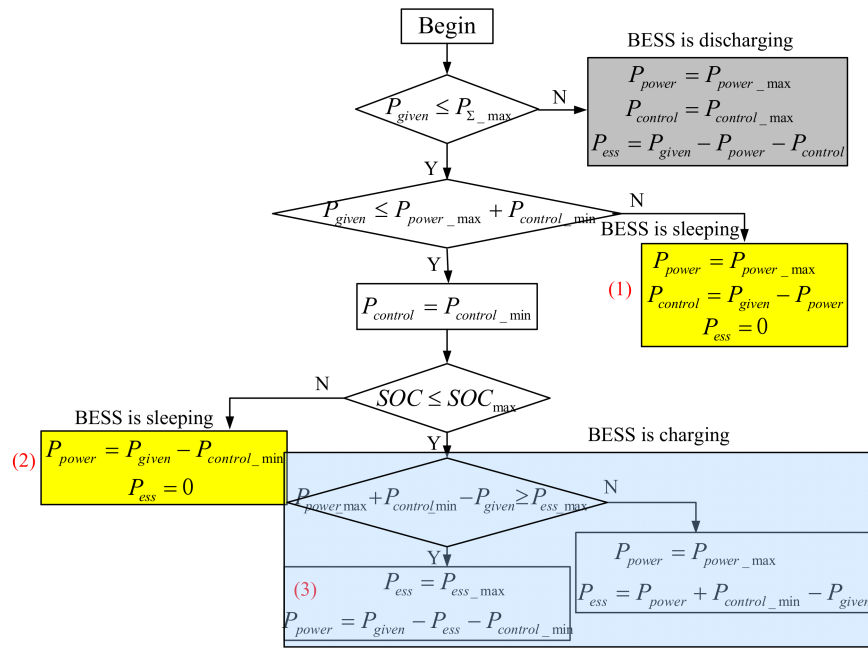 Begin
P_given ≤ P_Σ_max
N
BESS is discharging
P_power = P_power_max
P_control = P_control_max
P_ess = P_given − P_power − P_control
Y
P_given ≤ P_power_max + P_control_min
N
BESS is sleeping
(1)
P_power = P_power_max
P_control = P_given − P_power
P_ess = 0
Y
P_control = P_control_min
SOC ≤ SOC_max
N
BESS is sleeping
(2)
P_power = P_given − P_control_min
P_ess = 0
Y
BESS is charging
P_power_max + P_control_min − P_given ≥ P_ess_max
N
P_power = P_power_max
P_ess = P_power + P_control_min − P_given
Y
(3)
P_ess = P_ess_max
P_power = P_given − P_ess − P_control_min